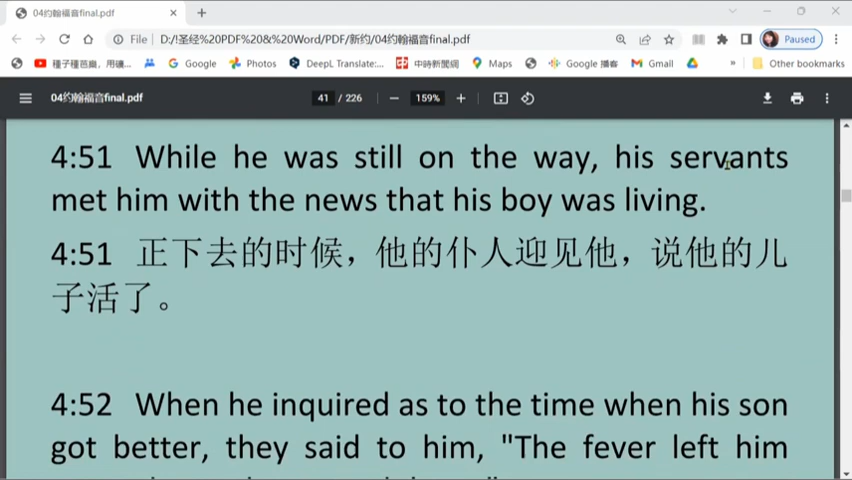 04约翰福音final.pdf
File
D:/!圣经%20PDF%20&%20Word/PDF/新约/04约翰福音final.pdf
Paused
種子種芭樂，用礦...
Google
Photos
DeepL Translate:...
中時新聞網
Maps
Google 播客
Gmail
»
Other bookmarks
04约翰福音final.pdf
41 / 226
159%
4:51 While he was still on the way, his servants
met him with the news that his boy was living.
4:51 正下去的时候，他的仆人迎见他，说他的儿
子活了。
4:52 When he inquired as to the time when his son
got better, they said to him, "The fever left him